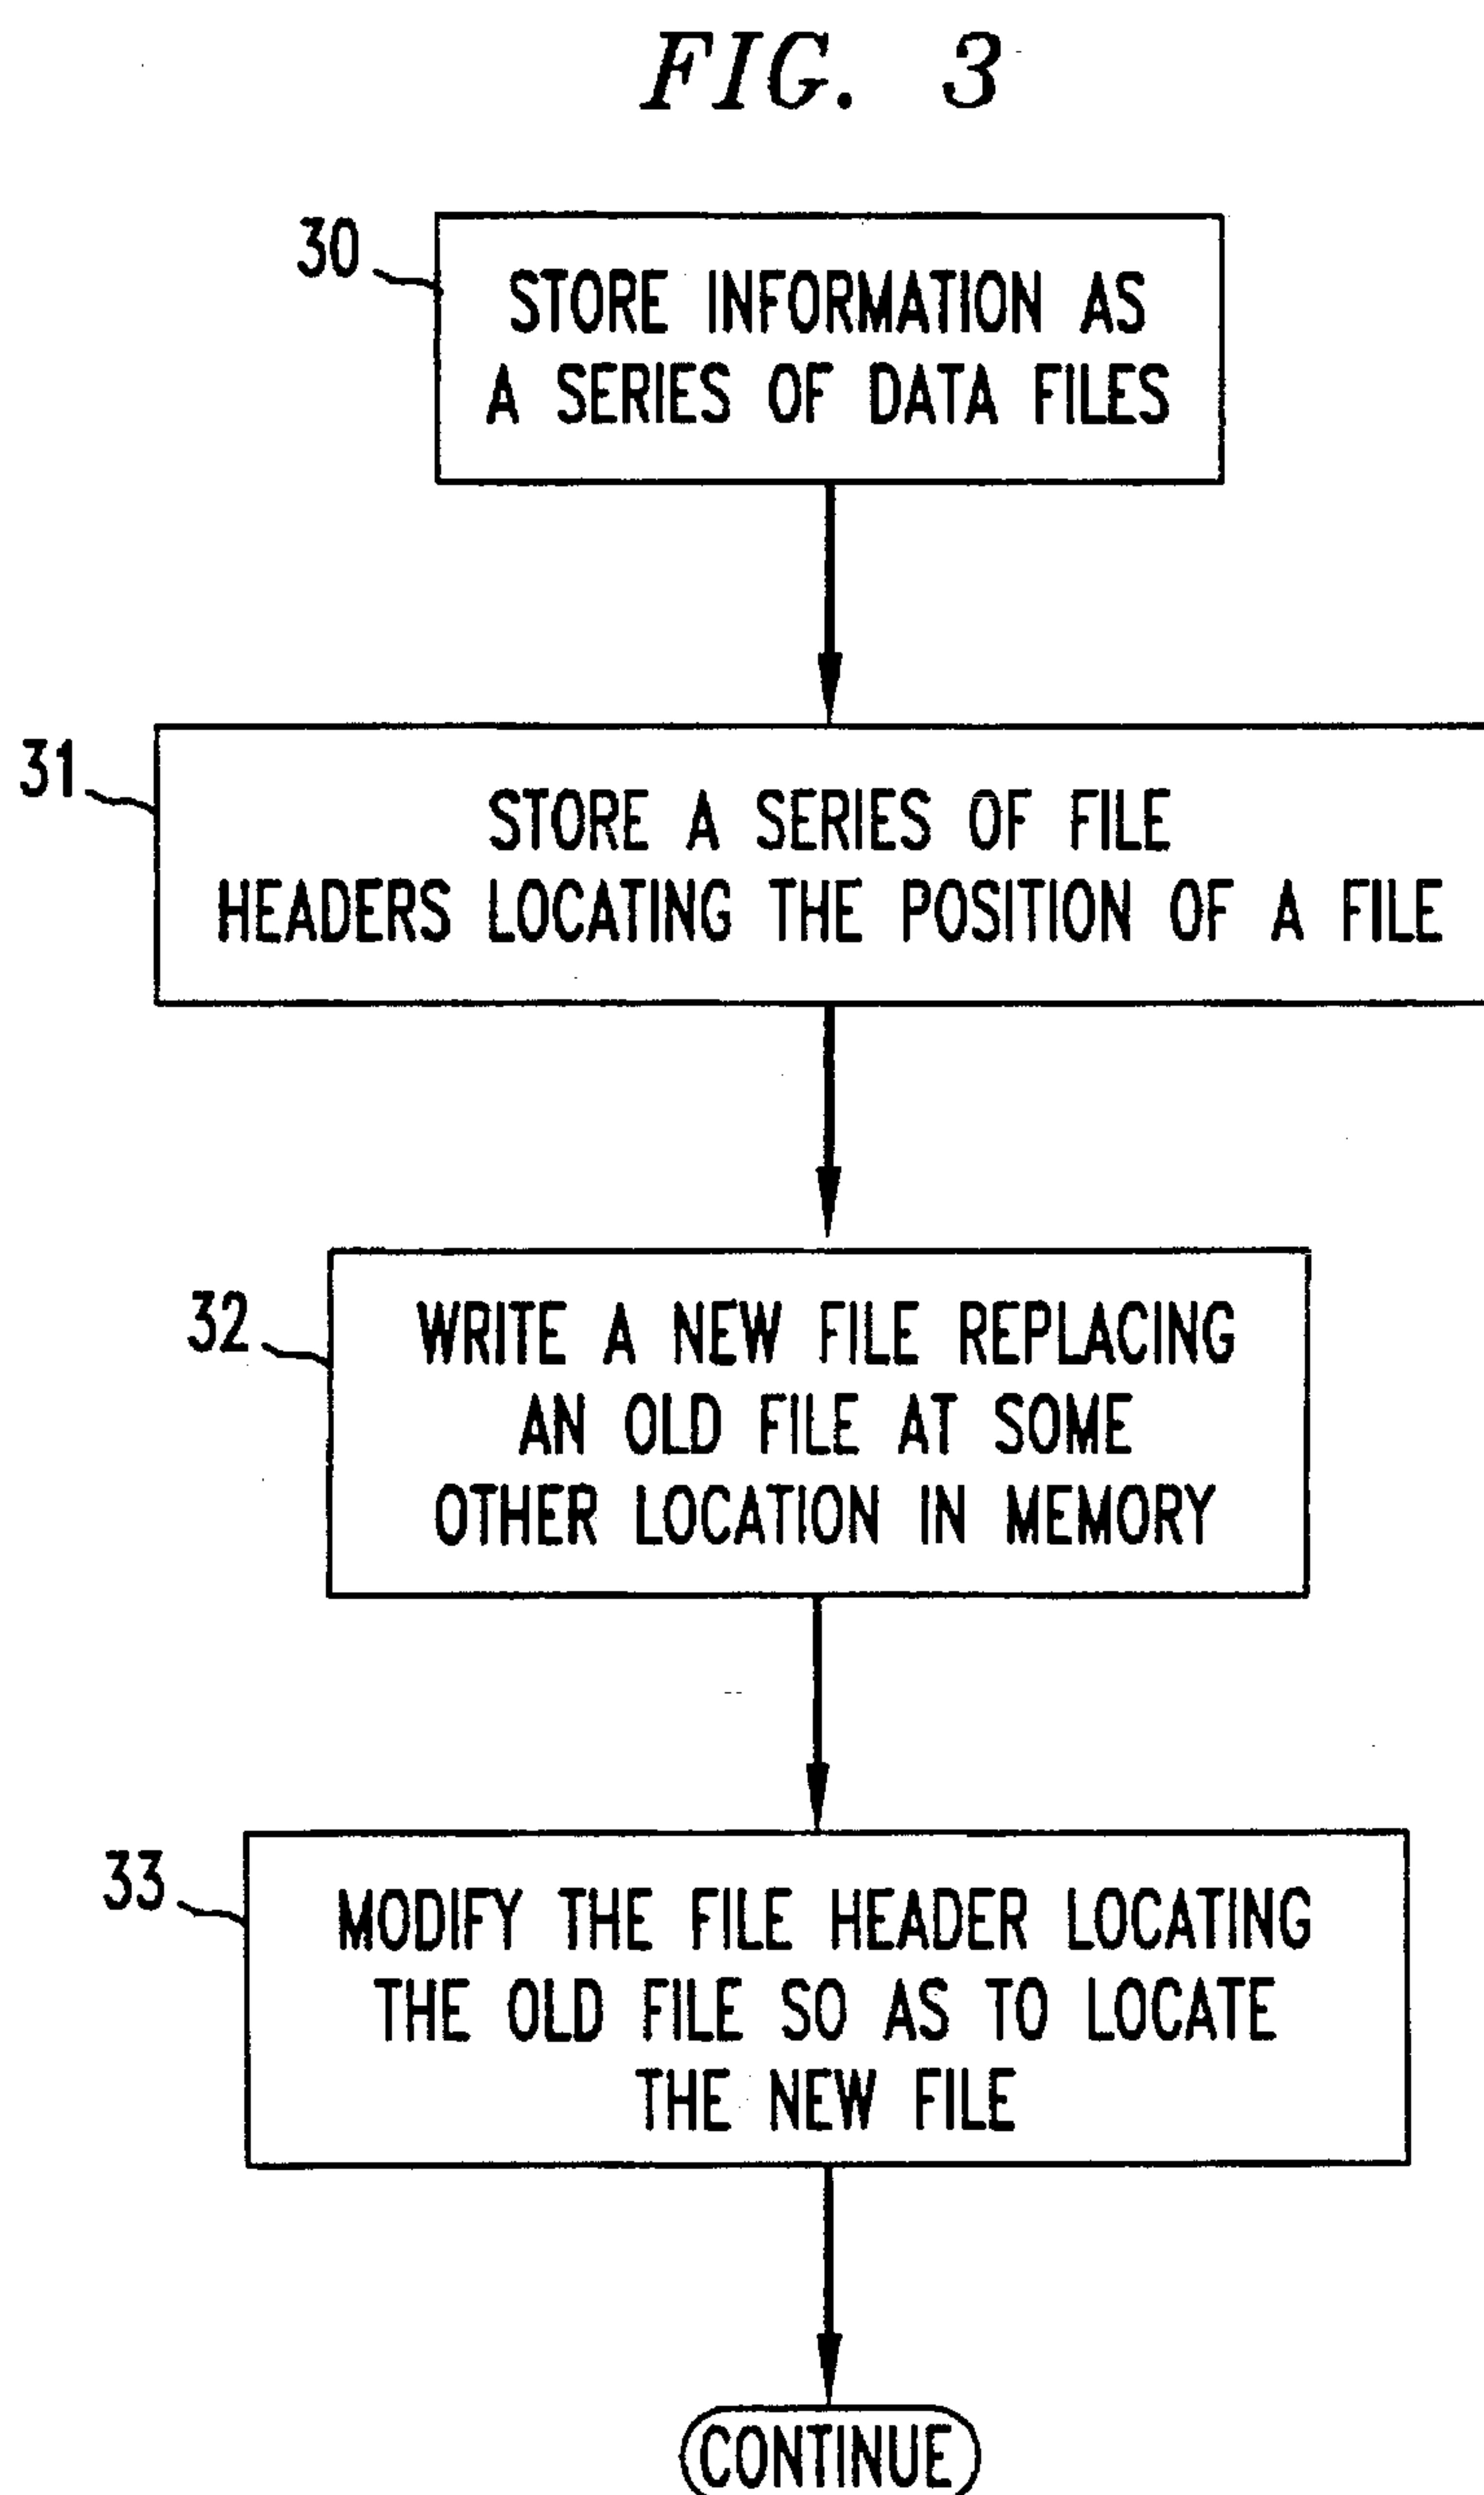 FIG. 3
30
STORE INFORMATION AS
A SERIES OF DATA FILES
31
STORE A SERIES OF FILE
HEADERS LOCATING THE POSITION OF A FILE
32
WRITE A NEW FILE REPLACING
AN OLD FILE AT SOME
OTHER LOCATION IN MEMORY
33
MODIFY THE FILE HEADER LOCATING
THE OLD FILE SO AS TO LOCATE
THE NEW FILE
CONTINUE